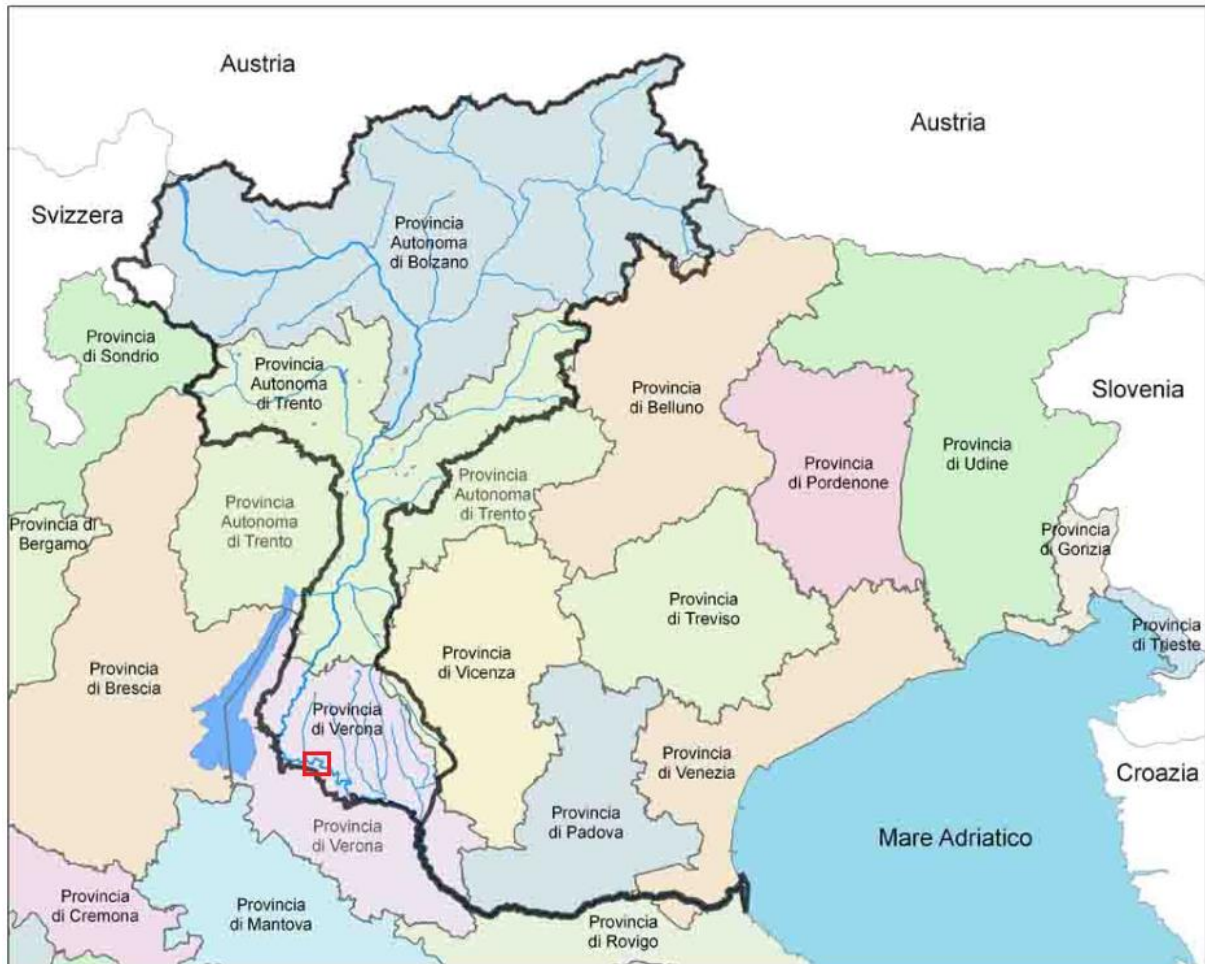 Austria
Austria
Svizzera
Provincia
Autonoma
di Bolzano
Provincia
di Sondrio
Provincia
Autonoma
di Trento
Provincia
di Belluno
Slovenia
Provincia
di Pordenone
Provincia
di Udine
Provincia
Autonoma
di Trento
Provincia
Autonoma
di Trento
Provincia di
Bergamo
Provincia
di Gorizia
Provincia
di Treviso
Provincia
di Trieste
Provincia
di Brescia
Provincia
di Vicenza
Provincia
di Verona
Provincia
di Venezia
Croazia
Provincia
di Padova
Provincia
di Verona
Mare Adriatico
Provincia
di Cremona
Provincia
di Mantova
Provincia
di Rovigo